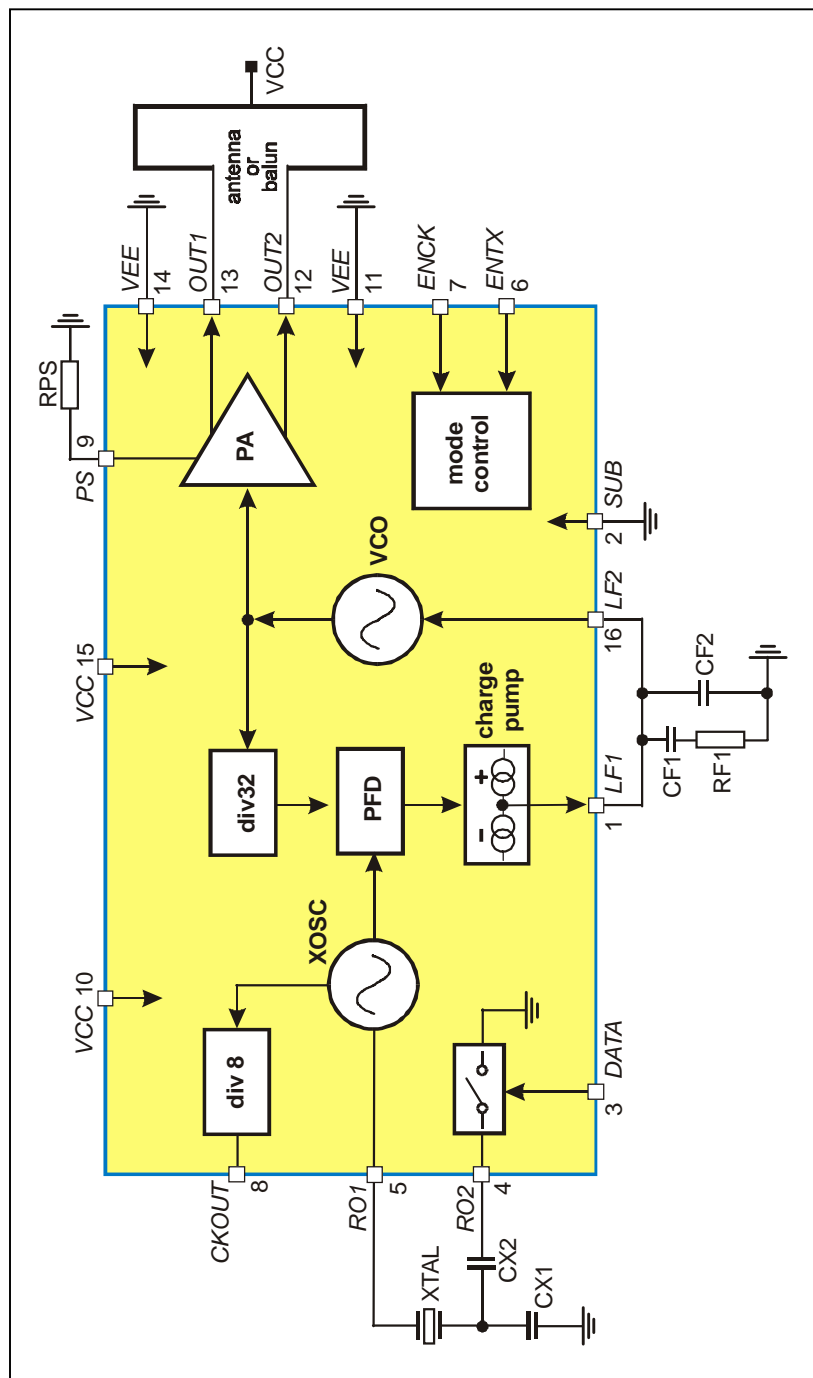 RPS
PS
9
VCC 15
VCC 10
VEE
14
OUT1
13
OUT2
12
VEE
11
ENCK
7
ENTX
6
antenna
or
balun
VCC
PA
mode
control
VCO
div32
PFD
charge
pump
-
+
XOSC
div 8
CKOUT
8
RO1
5
RO2
4
DATA
3
LF1
1
LF2
16
SUB
2
XTAL
CX2
CX1
CF1
RF1
CF2